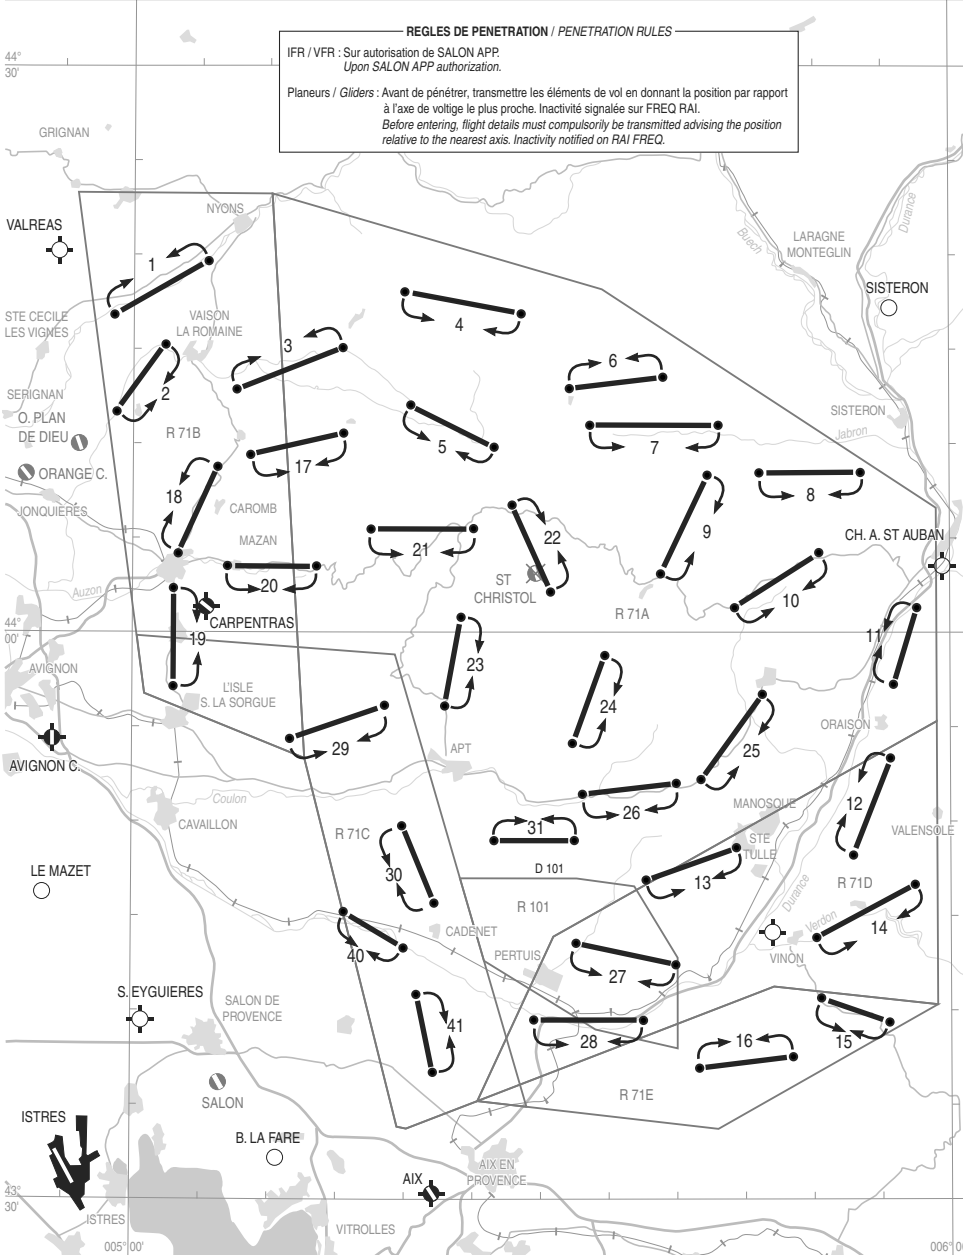 REGLES DE PENETRATION / PENETRATION RULES
IFR / VFR : Sur autorisation de SALON APP.
Upon SALON APP authorization.
Planeurs / Gliders : Avant de pénétrer, transmettre les éléments de vol en donnant la position par rapport
à l'axe de voltige le plus proche. Inactivité signalée sur FREQ RAI.
Before entering, flight details must compulsorily be transmitted advising the position
relative to the nearest axis. Inactivity notified on RAI FREQ.
44°
30'
GRIGNAN
NYONS
VALREAS
Durance
Buech
LARAGNE
MONTEGLIN
1
SISTERON
STE CECILE
LES VIGNES
VAISON
LA ROMAINE
4
3
6
2
SERIGNAN
O. PLAN
DE DIEU
SISTERON
R 71B
5
7
Jabron
17
ORANGE C.
18
8
JONQUIERES
CAROMB
9
22
CH. A. ST AUBAN
MAZAN
21
ST
CHRISTOL
20
Auzon
10
R 71A
CARPENTRAS
11
44°
00'
19
AVIGNON
23
L'ISLE
S. LA SORGUE
24
ORAISON
29
APT
25
AVIGNON C.
Coulon
26
MANOSQUE
12
CAVAILLON
R 71C
31
VALENSOLE
STE
TULLE
LE MAZET
30
D 101
13
R 71D
Durance
R 101
Verdon
14
CADENET
40
PERTUIS
VINON
27
S. EYGUIERES
SALON DE
PROVENCE
41
28
16
15
SALON
R 71E
ISTRES
B. LA FARE
AIX EN
PROVENCE
AIX
43°
30'
ISTRES
VITROLLES
005° 00'
006° 00